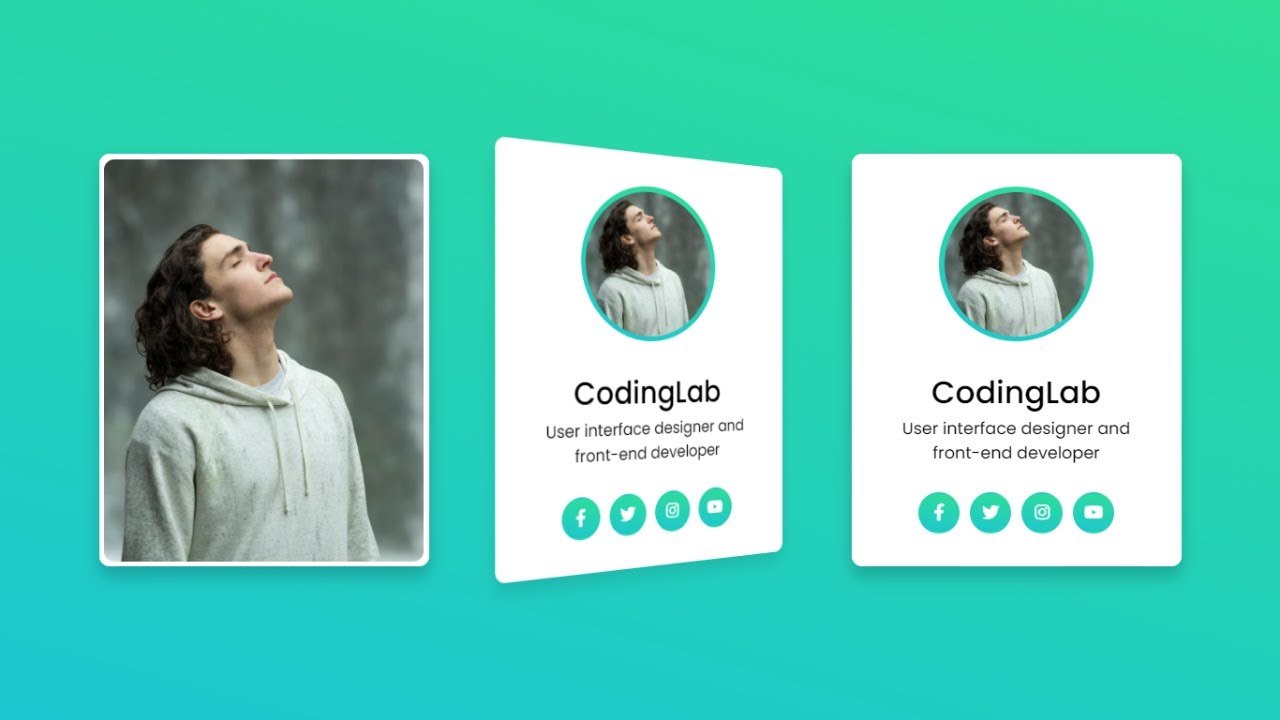 CodingLab
User interface designer and
front-end developer
CodingLab
User interface designer and
front-end developer